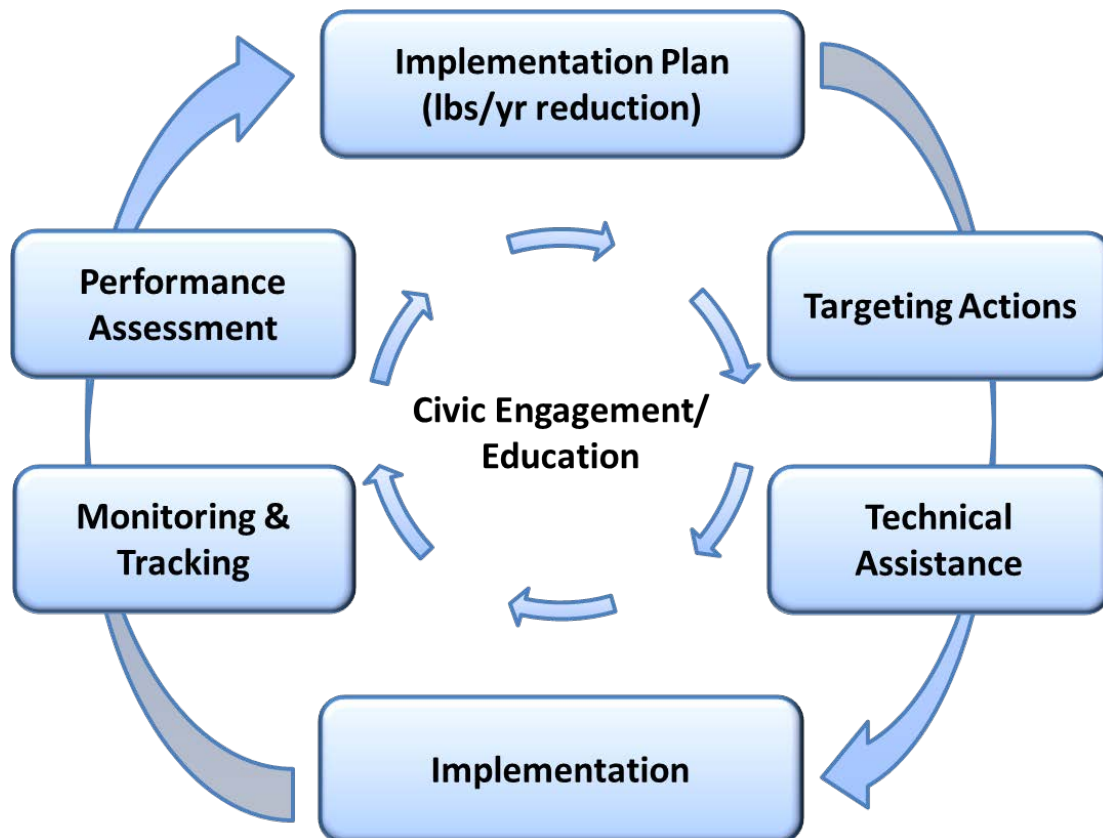 Implementation Plan
(lbs/yr reduction)
Performance
Assessment
Targeting Actions
Civic Engagement/
Education
Monitoring &
Tracking
Technical
Assistance
Implementation